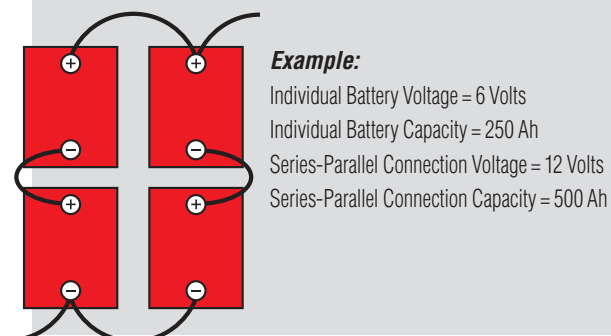 +
+
Example:
Individual Battery Voltage = 6 Volts
Individual Battery Capacity = 250 Ah
Series-Parallel Connection Voltage = 12 Volts
Series-Parallel Connection Capacity = 500 Ah
−
−
+
+
−
−